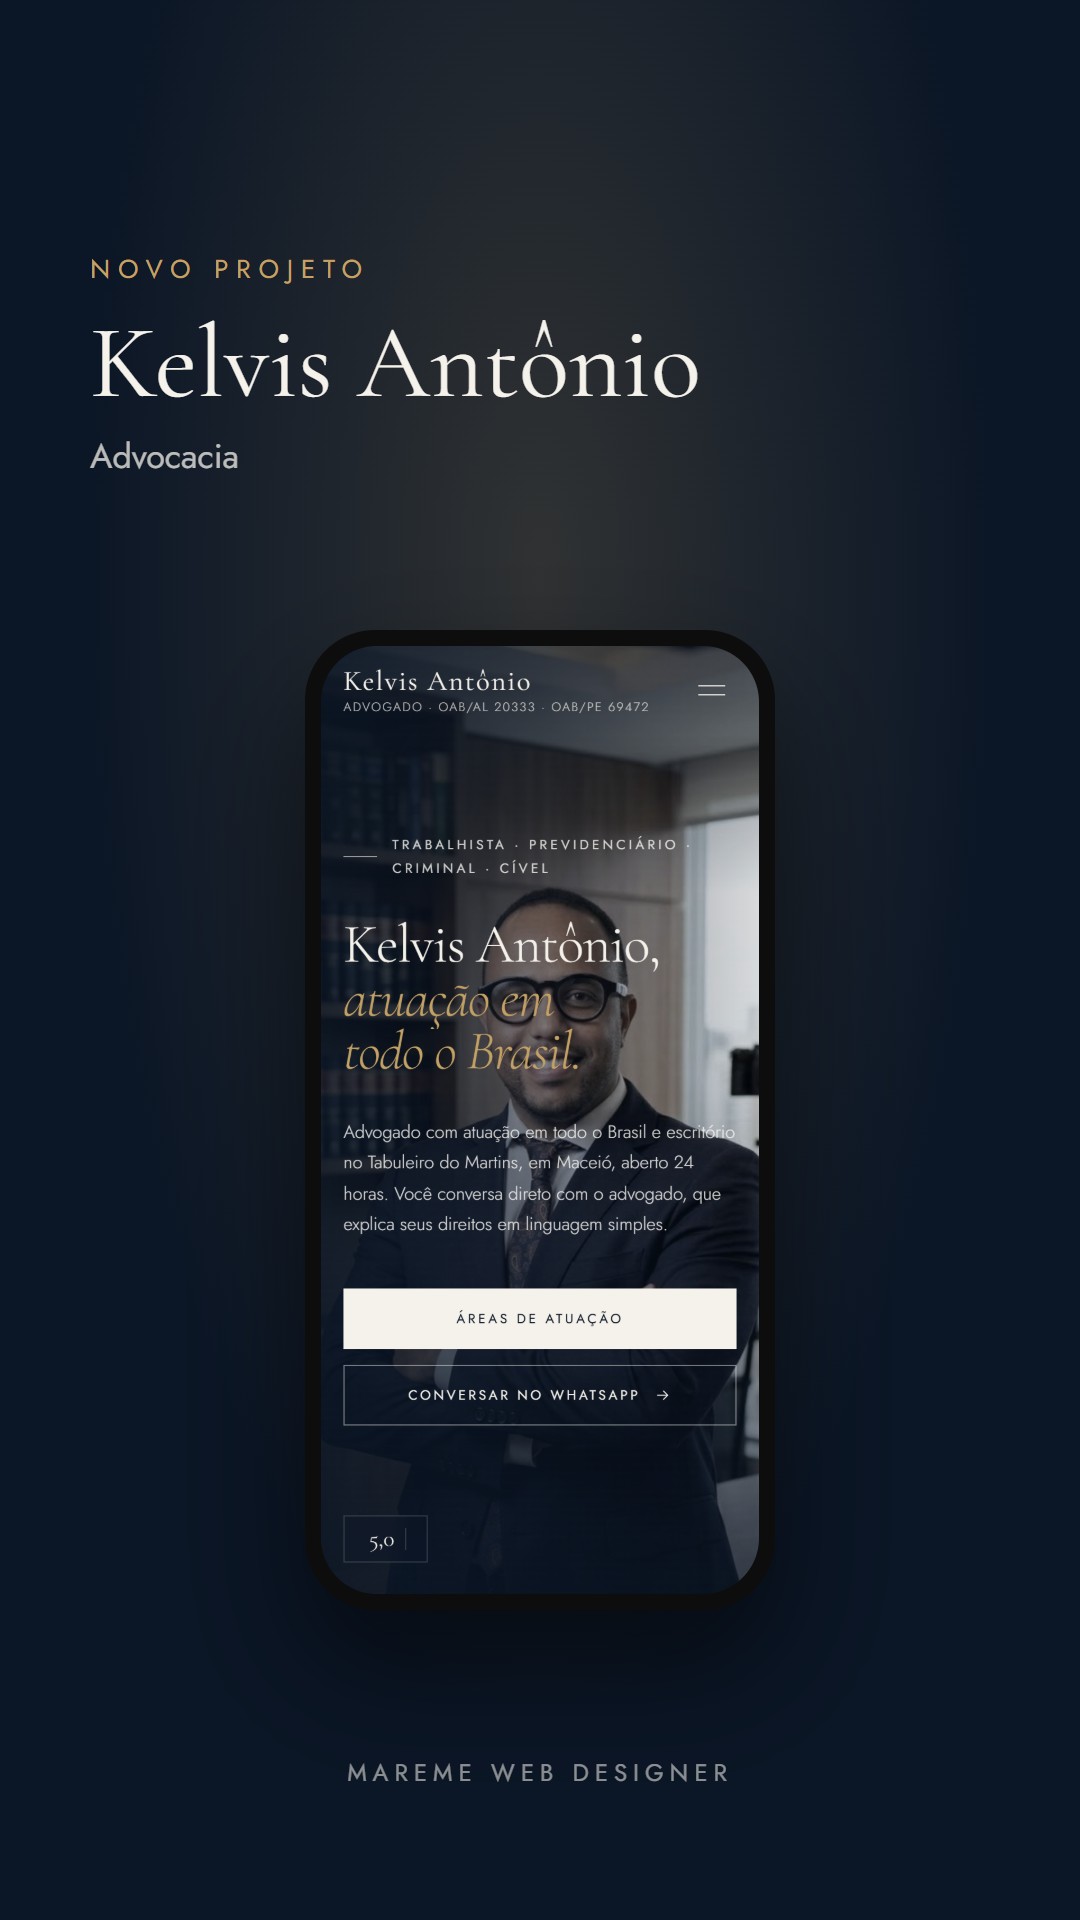 NOVO PROJETO
Kelvis Antônio
Advocacia
Kelvis Antônio
ADVOGADO · OAB/AL 20333 · OAB/PE 69472
TRABALHISTA · PREVIDENCIÁRIO ·
CRIMINAL · CÍVEL
Kelvis Antônio,
atuação em
todo o Brasil.
Advogado com atuação em todo o Brasil e escritório
no Tabuleiro do Martins, em Maceió, aberto 24
horas. Você conversa direto com o advogado, que
explica seus direitos em linguagem simples.
ÁREAS DE ATUAÇÃO
CONVERSAR NO WHATSAPP →
5,0
MAREME WEB DESIGNER